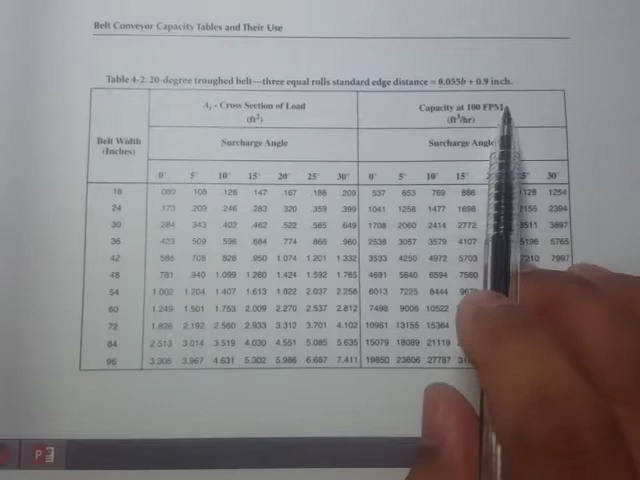 Belt Conveyor Capacity Tables and Their Use
Table 4-2. 20-degree troughed belt—three equal rolls standard edge distance = 0.055b + 0.9 inch.
Belt Width (Inches)
At - Cross Section of Load (ft²)
Capacity at 100 FPM (ft³/hr)
Surcharge Angle Surcharge Angle
0° 5° 10° 15° 20° 25° 30° 0° 5° 10° 15° 25° 30°
18 .089 .108 .128 .147 .167 .188 .209 537 653 769 886 1128 1254
24 .173 .209 .246 .283 .320 .359 .399 1041 1258 1477 1698 2155 2394
30 .284 .343 .402 .462 .522 .585 .649 1708 2060 2414 2772 3511 3897
36 .423 .509 .596 .684 .774 .866 .960 2538 3057 3579 4107 5196 5765
42 .588 .708 .828 .950 1.074 1.201 1.332 3533 4250 4972 5703 7210 7997
48 .781 .940 1.099 1.260 1.424 1.592 1.765 4691 5640 6594 7560
54 1.002 1.204 1.407 1.613 1.822 2.037 2.258 6013 7225 8444
60 1.249 1.501 1.753 2.009 2.270 2.537 2.812 7498 9006 10522
72 1.826 2.192 2.560 2.933 3.312 3.701 4.102 10961 13155 15364
84 2.513 3.014 3.519 4.030 4.551 5.085 5.635 15079 18089 21119
96 3.308 3.967 4.631 5.302 5.986 6.687 7.411 19850 23806 27787
P